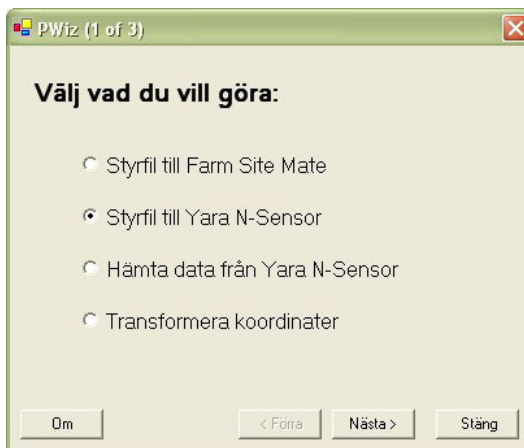 PWiz (1 of 3)
Välj vad du vill göra:
Styrfil till Farm Site Mate
Styrfil till Yara N-Sensor
Hämta data från Yara N-Sensor
Transformera koordinater
Om
< Förra
Nästa >
Stäng